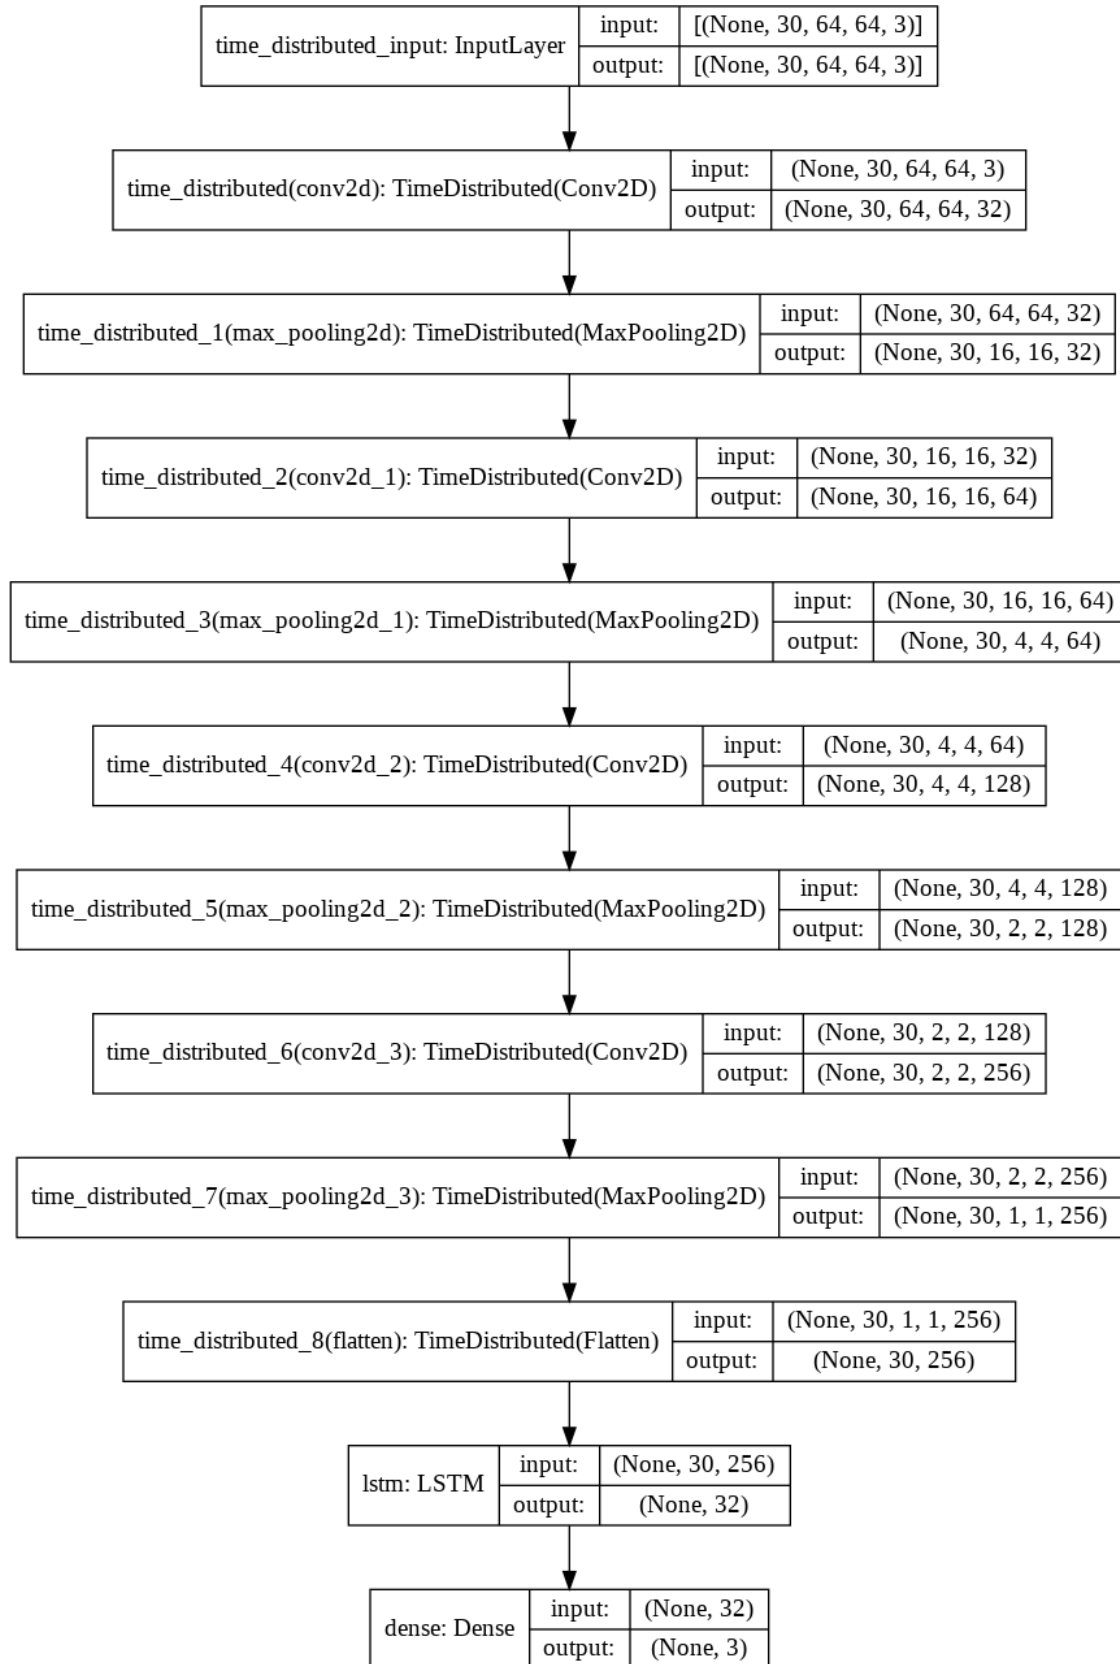 time_distributed_input: InputLayer
input: [(None, 30, 64, 64, 3)]
output: [(None, 30, 64, 64, 3)]
time_distributed(conv2d): TimeDistributed(Conv2D)
input: (None, 30, 64, 64, 3)
output: (None, 30, 64, 64, 32)
time_distributed_1(max_pooling2d): TimeDistributed(MaxPooling2D)
input: (None, 30, 64, 64, 32)
output: (None, 30, 16, 16, 32)
time_distributed_2(conv2d_1): TimeDistributed(Conv2D)
input: (None, 30, 16, 16, 32)
output: (None, 30, 16, 16, 64)
time_distributed_3(max_pooling2d_1): TimeDistributed(MaxPooling2D)
input: (None, 30, 16, 16, 64)
output: (None, 30, 4, 4, 64)
time_distributed_4(conv2d_2): TimeDistributed(Conv2D)
input: (None, 30, 4, 4, 64)
output: (None, 30, 4, 4, 128)
time_distributed_5(max_pooling2d_2): TimeDistributed(MaxPooling2D)
input: (None, 30, 4, 4, 128)
output: (None, 30, 2, 2, 128)
time_distributed_6(conv2d_3): TimeDistributed(Conv2D)
input: (None, 30, 2, 2, 128)
output: (None, 30, 2, 2, 256)
time_distributed_7(max_pooling2d_3): TimeDistributed(MaxPooling2D)
input: (None, 30, 2, 2, 256)
output: (None, 30, 1, 1, 256)
time_distributed_8(flatten): TimeDistributed(Flatten)
input: (None, 30, 1, 1, 256)
output: (None, 30, 256)
lstm: LSTM
input: (None, 30, 256)
output: (None, 32)
dense: Dense
input: (None, 32)
output: (None, 3)